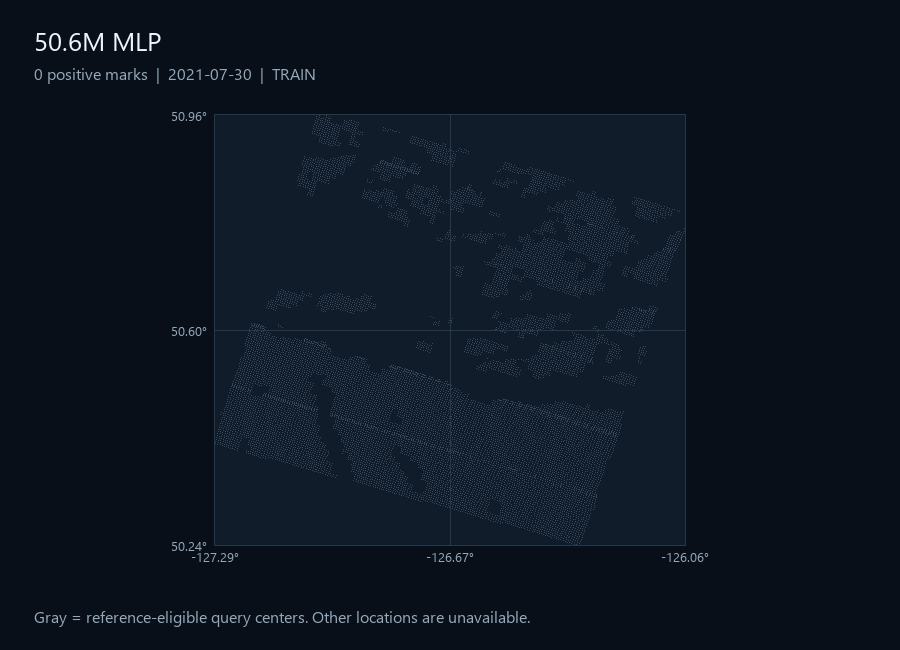 50.6M MLP
0 positive marks | 2021-07-30 | TRAIN
50.96°
50.60°
50.24°
-127.29°
-126.67°
-126.06°
Gray = reference-eligible query centers. Other locations are unavailable.